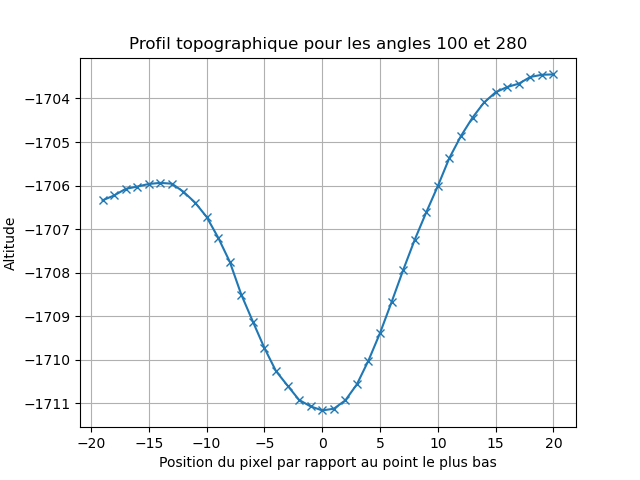 Profil topographique pour les angles 100 et 280
−1704
−1705
−1706
−1707
−1708
−1709
−1710
−1711
Altitude
−20 −15 −10 −5 0 5 10 15 20
Position du pixel par rapport au point le plus bas